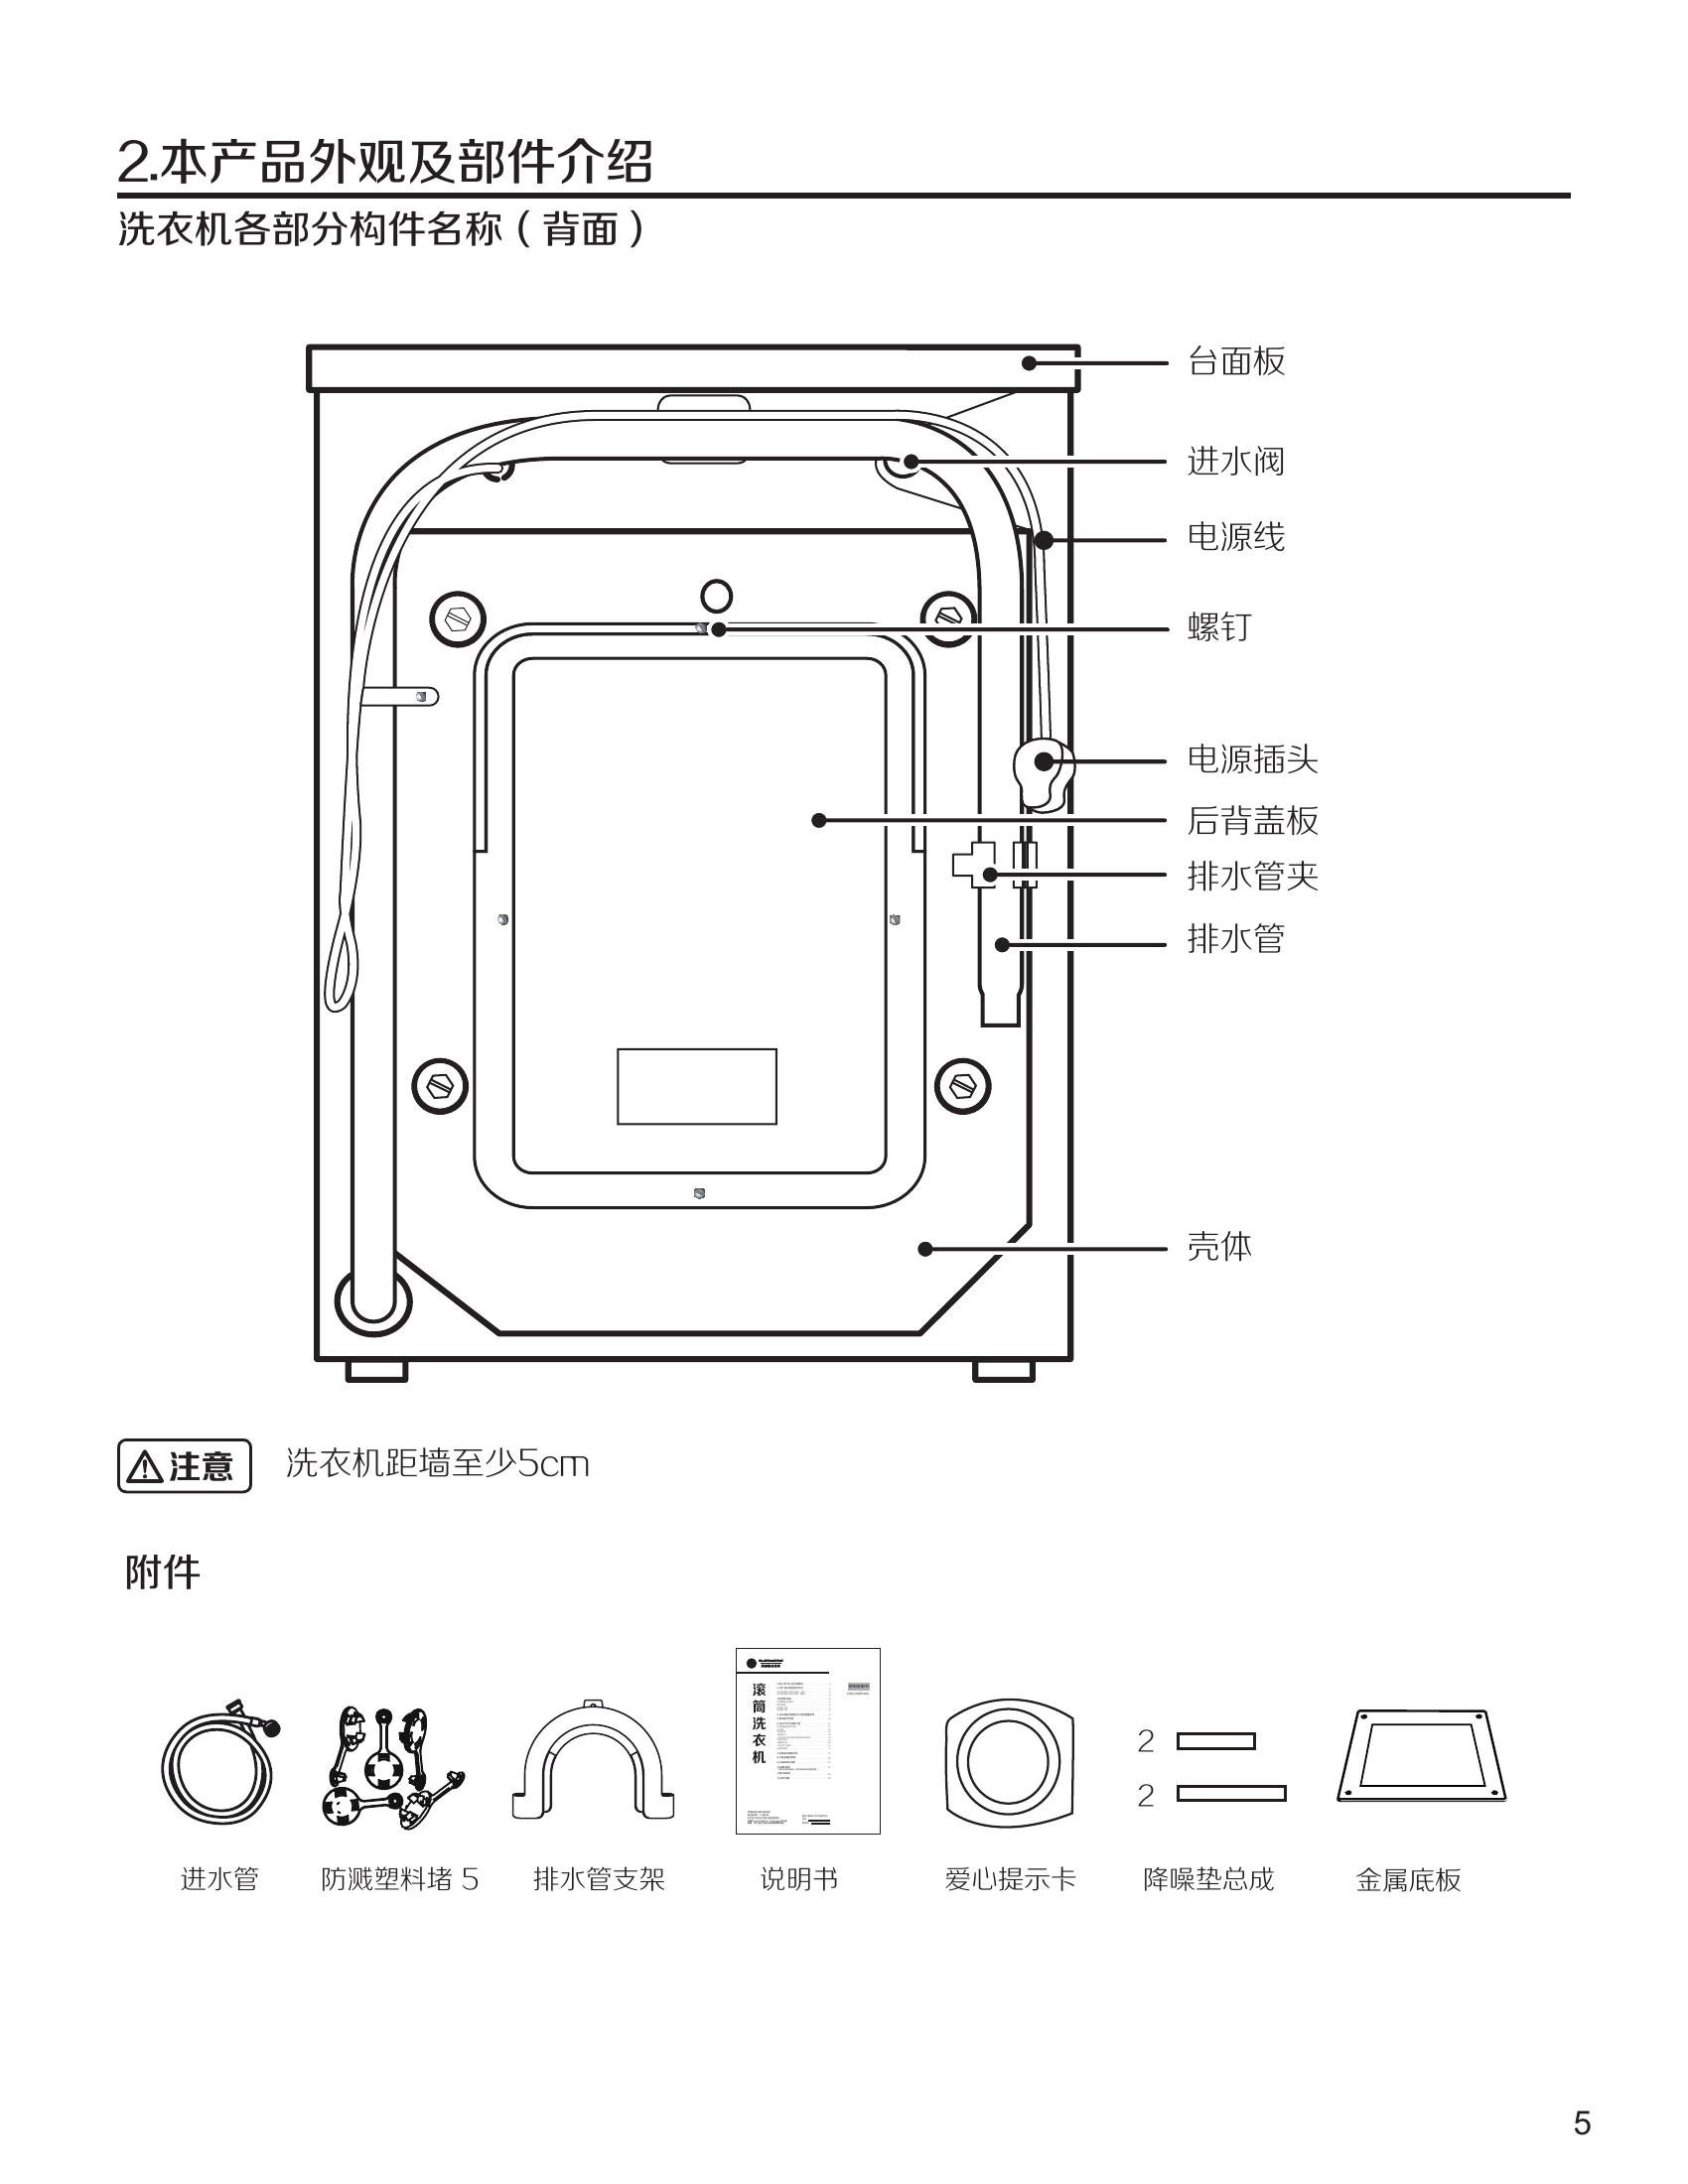 2.本产品外观及部件介绍
洗衣机各部分构件名称（背面）
台面板
进水阀
电源线
螺钉
电源插头
后背盖板
排水管夹
排水管
壳体
注意
洗衣机距墙至少5cm
附件
滚筒洗衣机
2
2
进水管
防溅塑料堵 5
排水管支架
说明书
爱心提示卡
降噪垫总成
金属底板
5